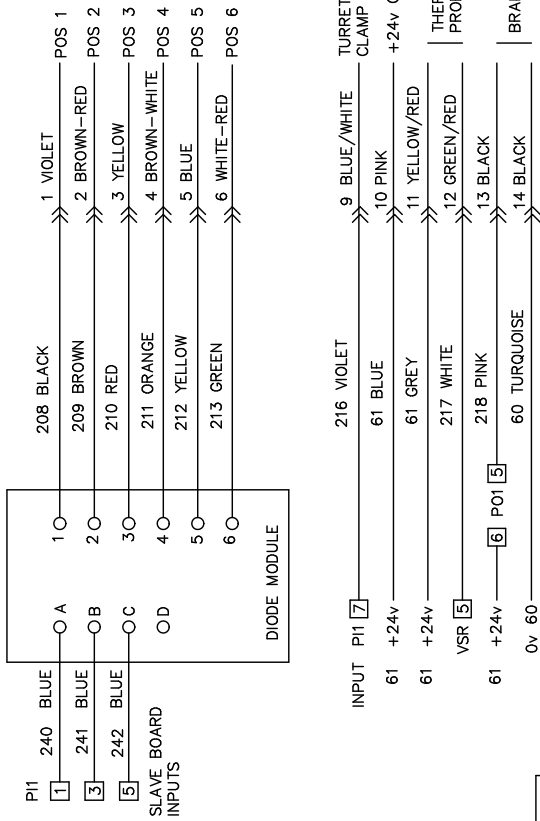 PI1
1 240 BLUE A 1 208 BLACK 1 VIOLET POS 1
3 241 BLUE B 2 209 BROWN 2 BROWN-RED POS 2
5 242 BLUE C 3 210 RED 3 YELLOW POS 3
SLAVE BOARD
INPUTS
D 4 211 ORANGE 4 BROWN-WHITE POS 4
5 212 YELLOW 5 BLUE POS 5
6 213 GREEN 6 WHITE-RED POS 6
DIODE MODULE
INPUT PI1 7 216 VIOLET 9 BLUE/WHITE TURRET
CLAMP
61 +24v 61 BLUE 10 PINK +24v
61 +24v 61 GREY 11 YELLOW/RED
VSR 5 217 WHITE 12 GREEN/RED
61 +24v 6 PO1 5 218 PINK 13 BLACK
0v 60 60 TURQUOISE 14 BLACK